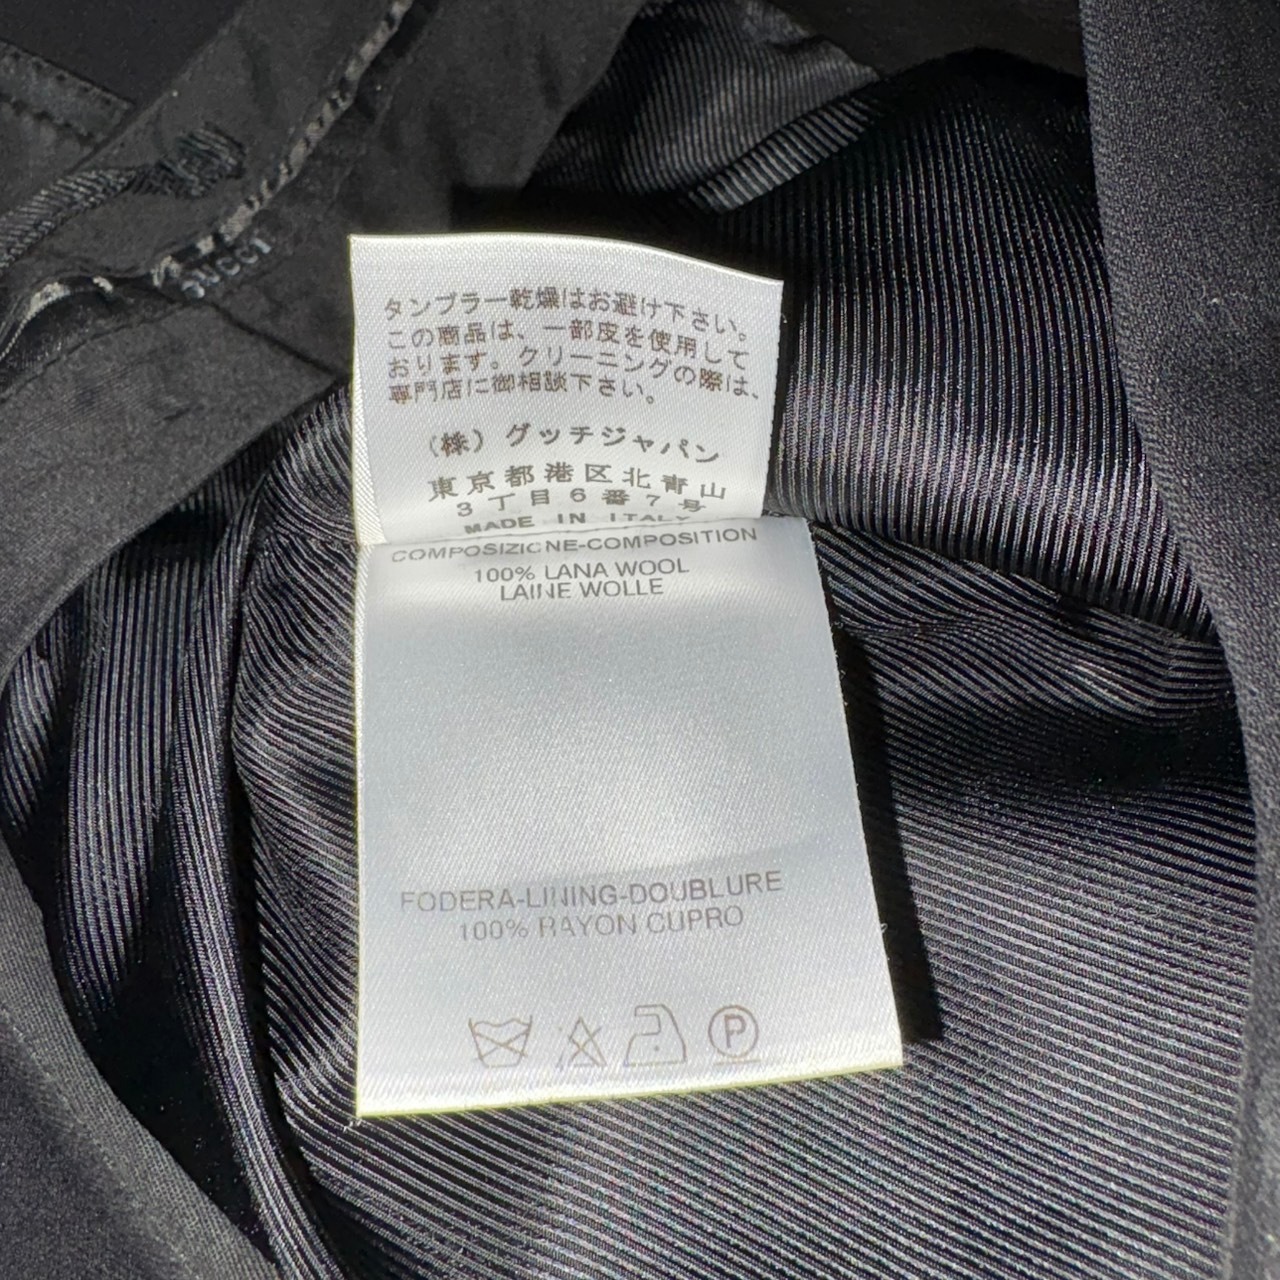 GUCCI
タンブラー乾燥はお避け下さい。
この商品は、一部皮を使用して
おります。クリーニングの際は、
専門店に御相談下さい。
(株)グッチジャパン
東京都港区北青山
3丁目6番7号
MADE IN ITALY
COMPOSIZIONE-COMPOSITION
100% LANA WOOL
LAINE WOLLE
FODERA-LINING-DOUBLURE
100% RAYON CUPRO
P